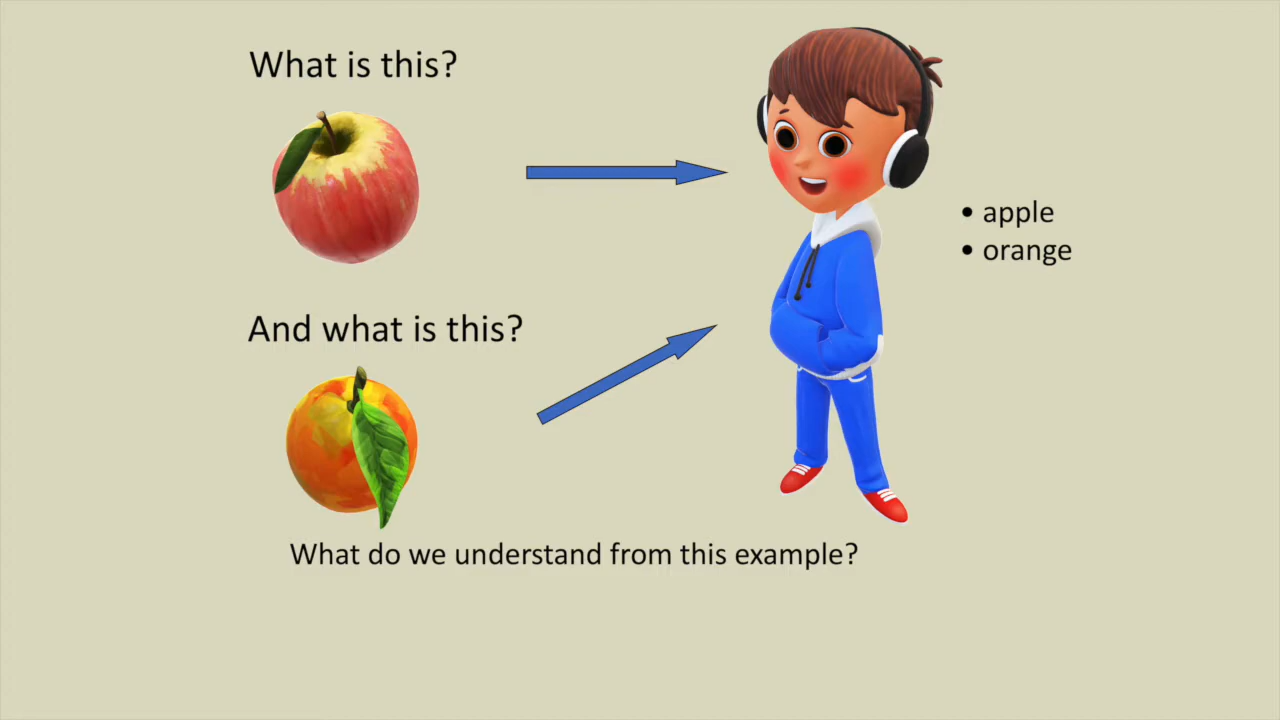 What is this?
• apple
• orange
And what is this?
What do we understand from this example?